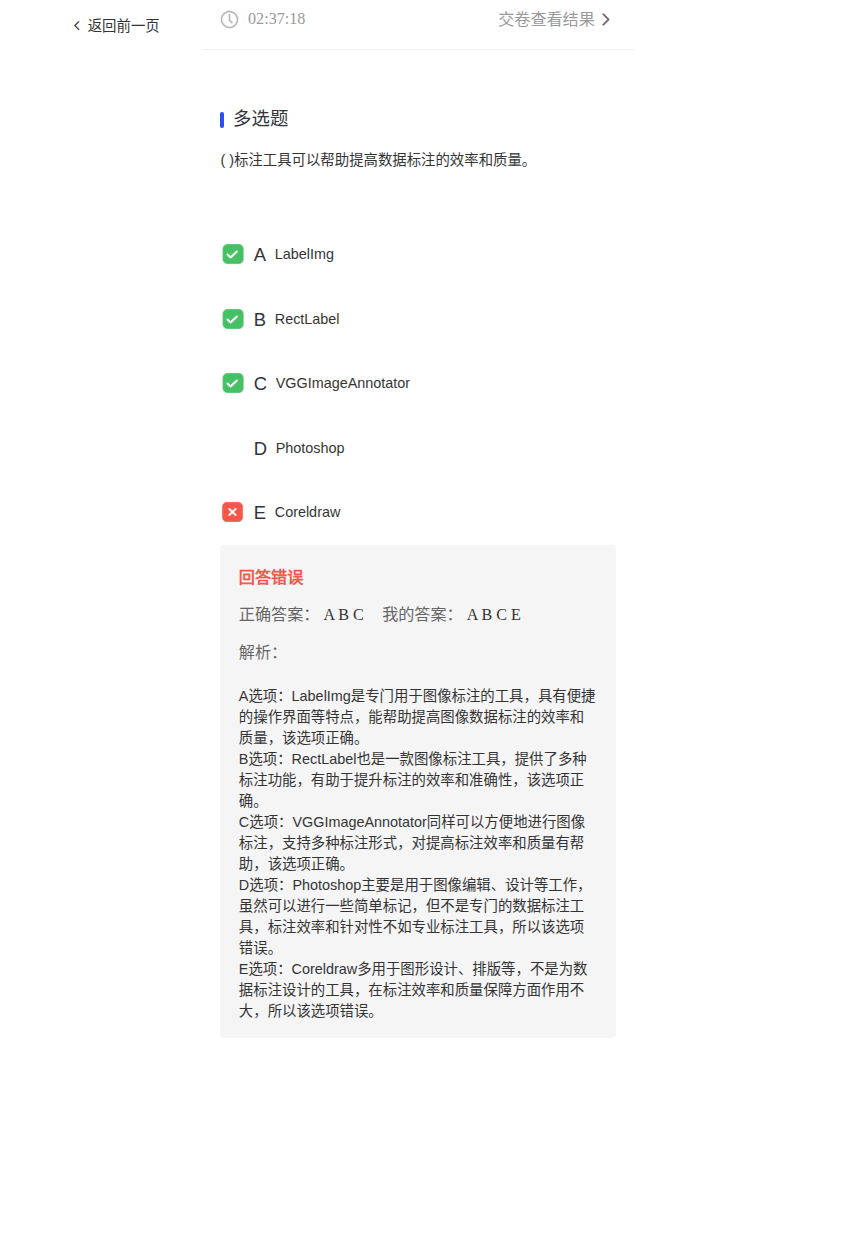 返回前一页
02:37:18 交卷查看结果
多选题
( )标注工具可以帮助提高数据标注的效率和质量。
A LabelImg
B RectLabel
C VGGImageAnnotator
D Photoshop
E Coreldraw
回答错误
正确答案： A B C 我的答案： A B C E
解析：
A选项：LabelImg是专门用于图像标注的工具，具有便捷
的操作界面等特点，能帮助提高图像数据标注的效率和
质量，该选项正确。
B选项：RectLabel也是一款图像标注工具，提供了多种
标注功能，有助于提升标注的效率和准确性，该选项正
确。
C选项：VGGImageAnnotator同样可以方便地进行图像
标注，支持多种标注形式，对提高标注效率和质量有帮
助，该选项正确。
D选项：Photoshop主要是用于图像编辑、设计等工作，
虽然可以进行一些简单标记，但不是专门的数据标注工
具，标注效率和针对性不如专业标注工具，所以该选项
错误。
E选项：Coreldraw多用于图形设计、排版等，不是为数
据标注设计的工具，在标注效率和质量保障方面作用不
大，所以该选项错误。